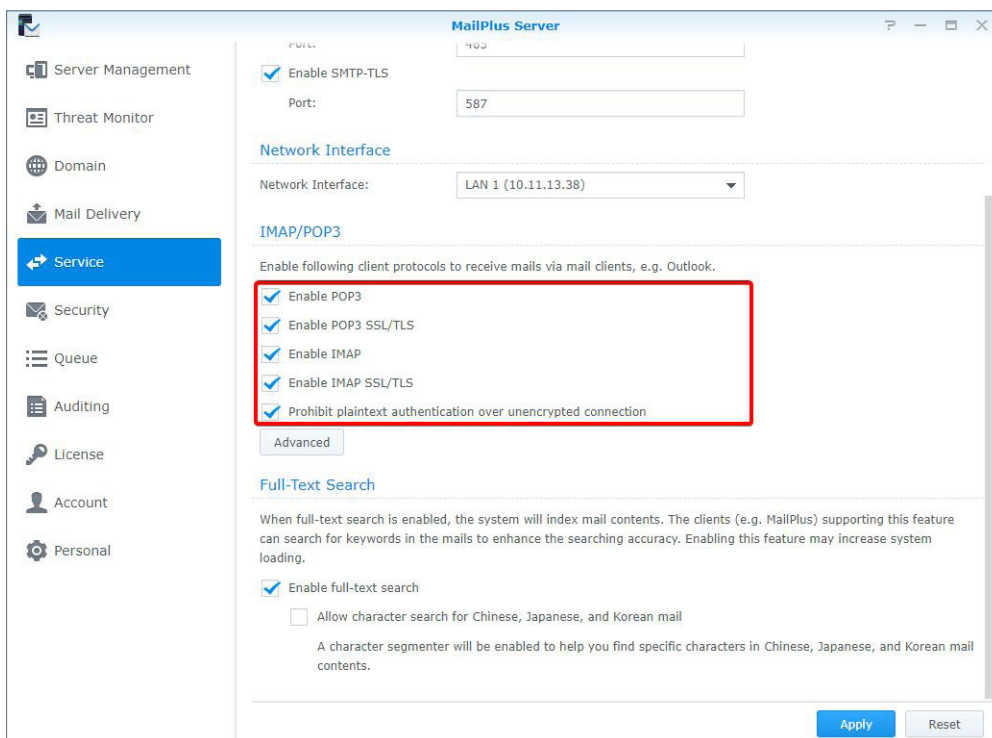 MailPlus Server
Server Management
Threat Monitor
Domain
Mail Delivery
Service
Security
Queue
Auditing
License
Account
Personal
Port:
465
Enable SMTP-TLS
Port:
587
Network Interface
Network Interface:
LAN 1 (10.11.13.38)
IMAP/POP3
Enable following client protocols to receive mails via mail clients, e.g. Outlook.
Enable POP3
Enable POP3 SSL/TLS
Enable IMAP
Enable IMAP SSL/TLS
Prohibit plaintext authentication over unencrypted connection
Advanced
Full-Text Search
When full-text search is enabled, the system will index mail contents. The clients (e.g. MailPlus) supporting this feature
can search for keywords in the mails to enhance the searching accuracy. Enabling this feature may increase system
loading.
Enable full-text search
Allow character search for Chinese, Japanese, and Korean mail
A character segmenter will be enabled to help you find specific characters in Chinese, Japanese, and Korean mail
contents.
Apply
Reset